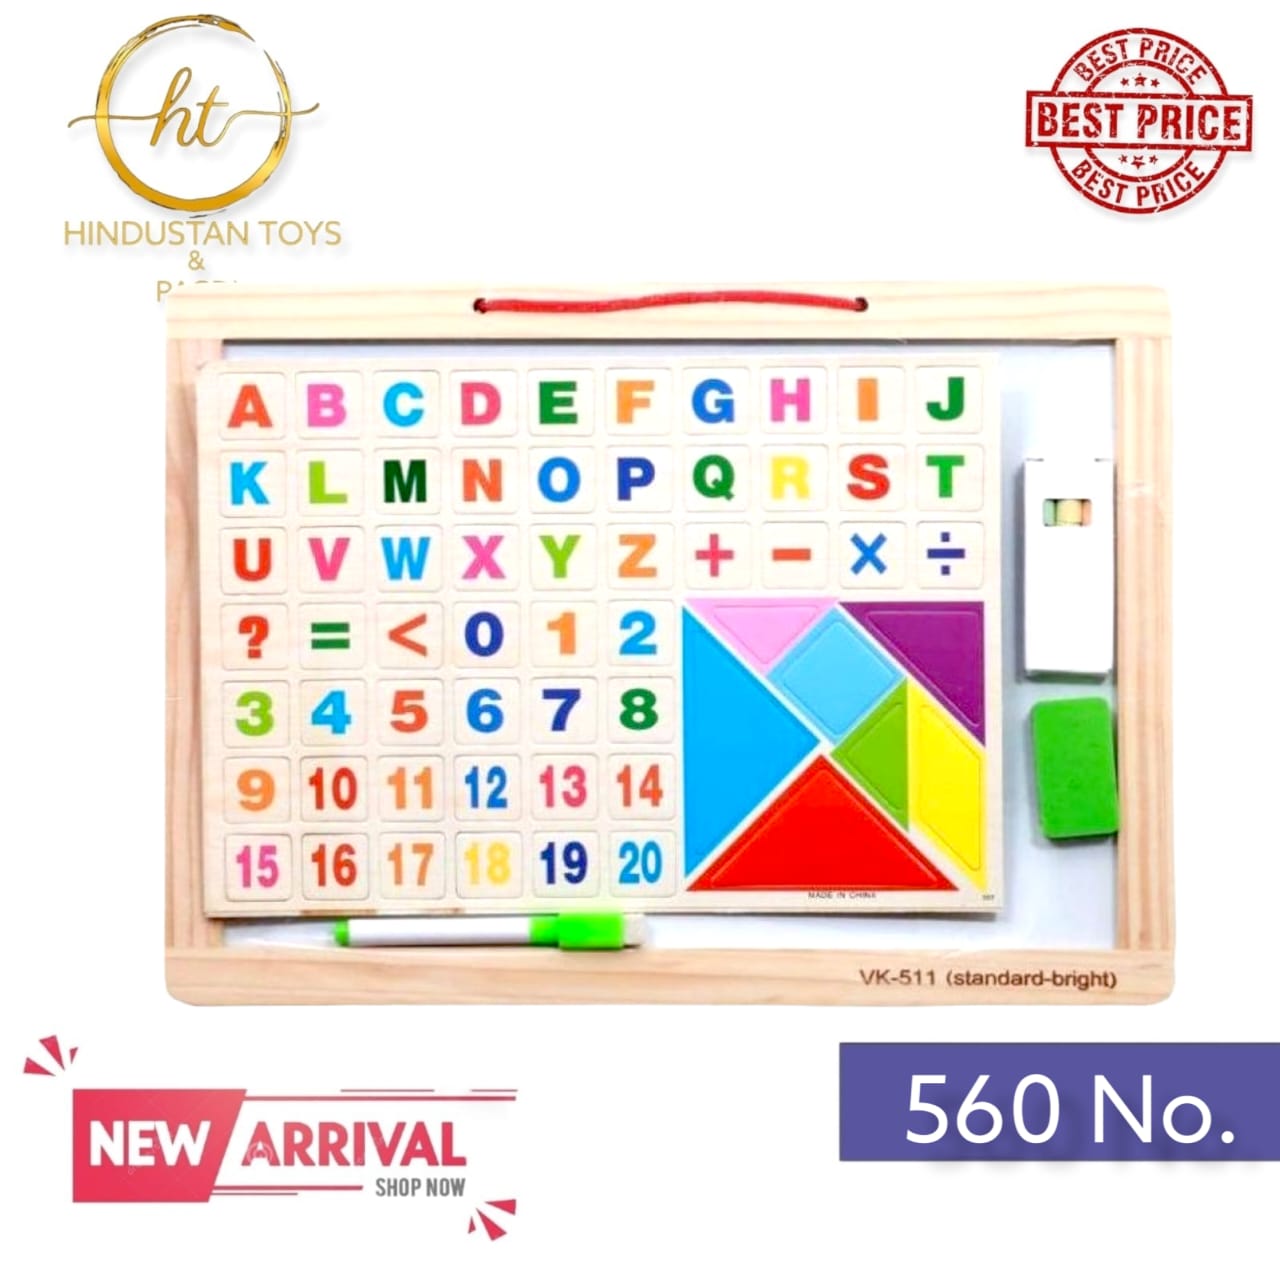 ht
HINDUSTAN TOYS
&
BEST PRICE
BEST PRICE
BEST PRICE
A B C D E F G H I J
K L M N O P Q R S T
U V W X Y Z + - × ÷
? = < 0 1 2
3 4 5 6 7 8
9 10 11 12 13 14
15 16 17 18 19 20
MADE IN CHINA
VK-511 (standard-bright)
NEW ARRIVAL
SHOP NOW
560 No.